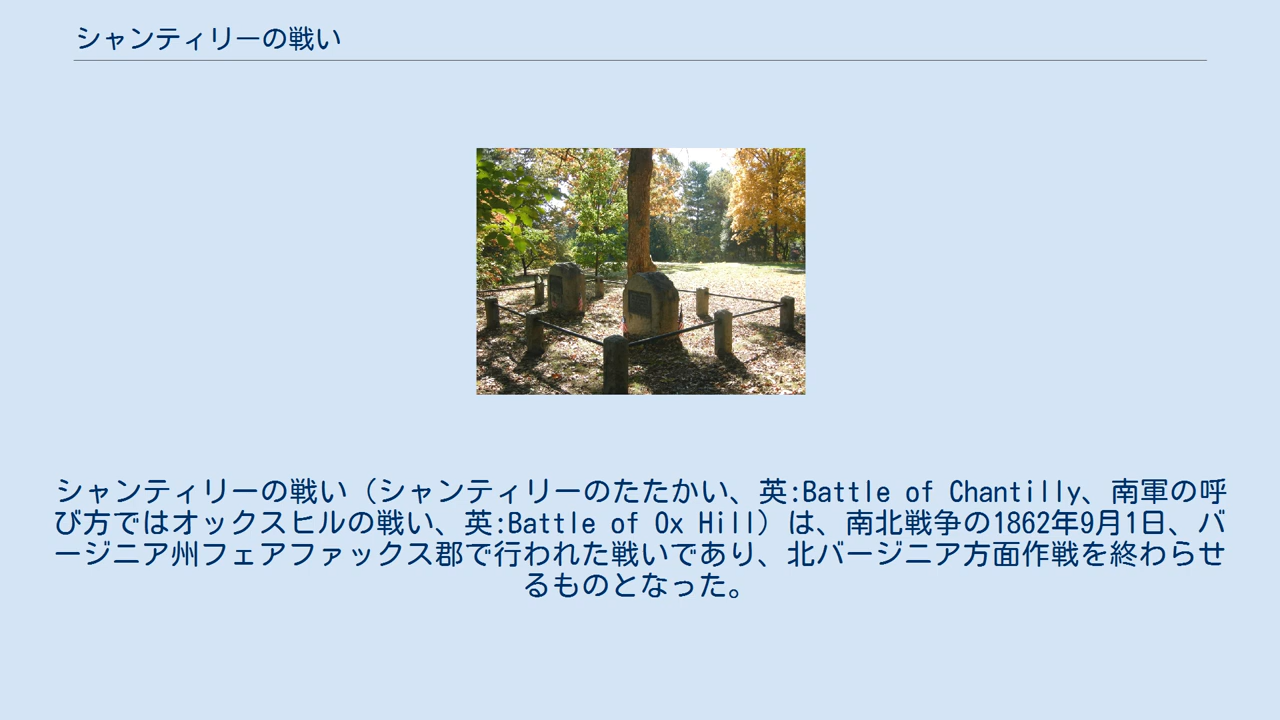 シャンティリーの戦い
シャンティリーの戦い（シャンティリーのたたかい、英:Battle of Chantilly、南軍の呼
び方ではオックスヒルの戦い、英:Battle of Ox Hill）は、南北戦争の1862年9月1日、バ
ージニア州フェアファックス郡で行われた戦いであり、北バージニア方面作戦を終わらせ
るものとなった。